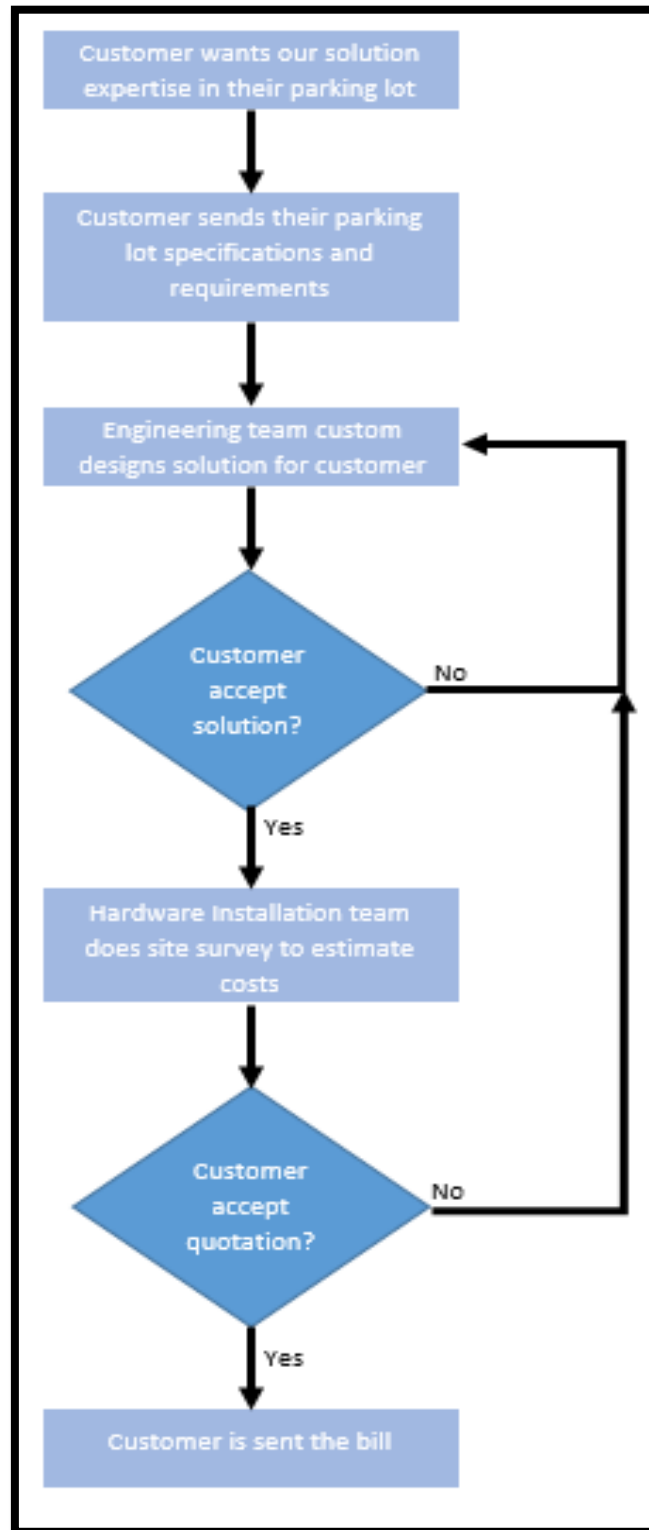 Customer wants our solution
expertise in their parking lot
Customer sends their parking
lot specifications and
requirements
Engineering team custom
designs solution for customer
Customer
accept
solution?
No
Yes
Hardware Installation team
does site survey to estimate
costs
Customer
accept
quotation?
No
Yes
Customer is sent the bill